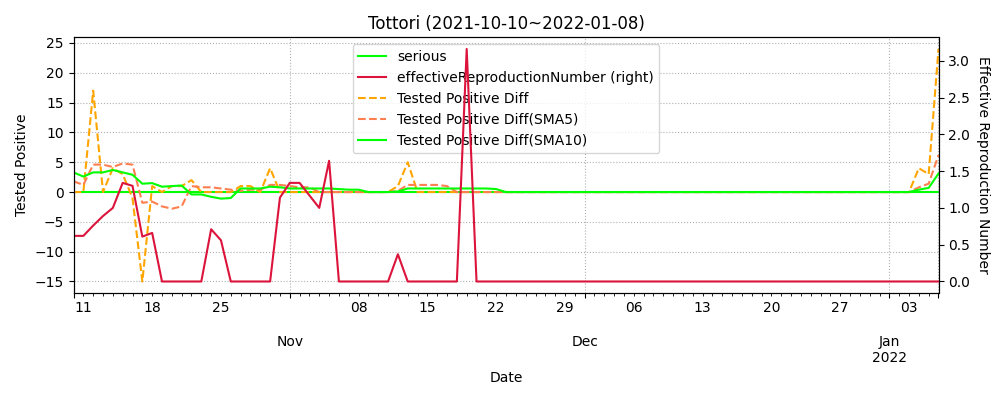 Tottori (2021-10-10~2022-01-08)
serious
effectiveReproductionNumber (right)
Tested Positive Diff
Tested Positive Diff(SMA5)
Tested Positive Diff(SMA10)
Tested Positive
25
20
15
10
5
0
−5
−10
−15
3.0
2.5
2.0
1.5
1.0
0.5
0.0
Effective Reproduction Number
11 18 25 08 15 22 29 06 13 20 27 03
Nov Dec Jan
2022
Date